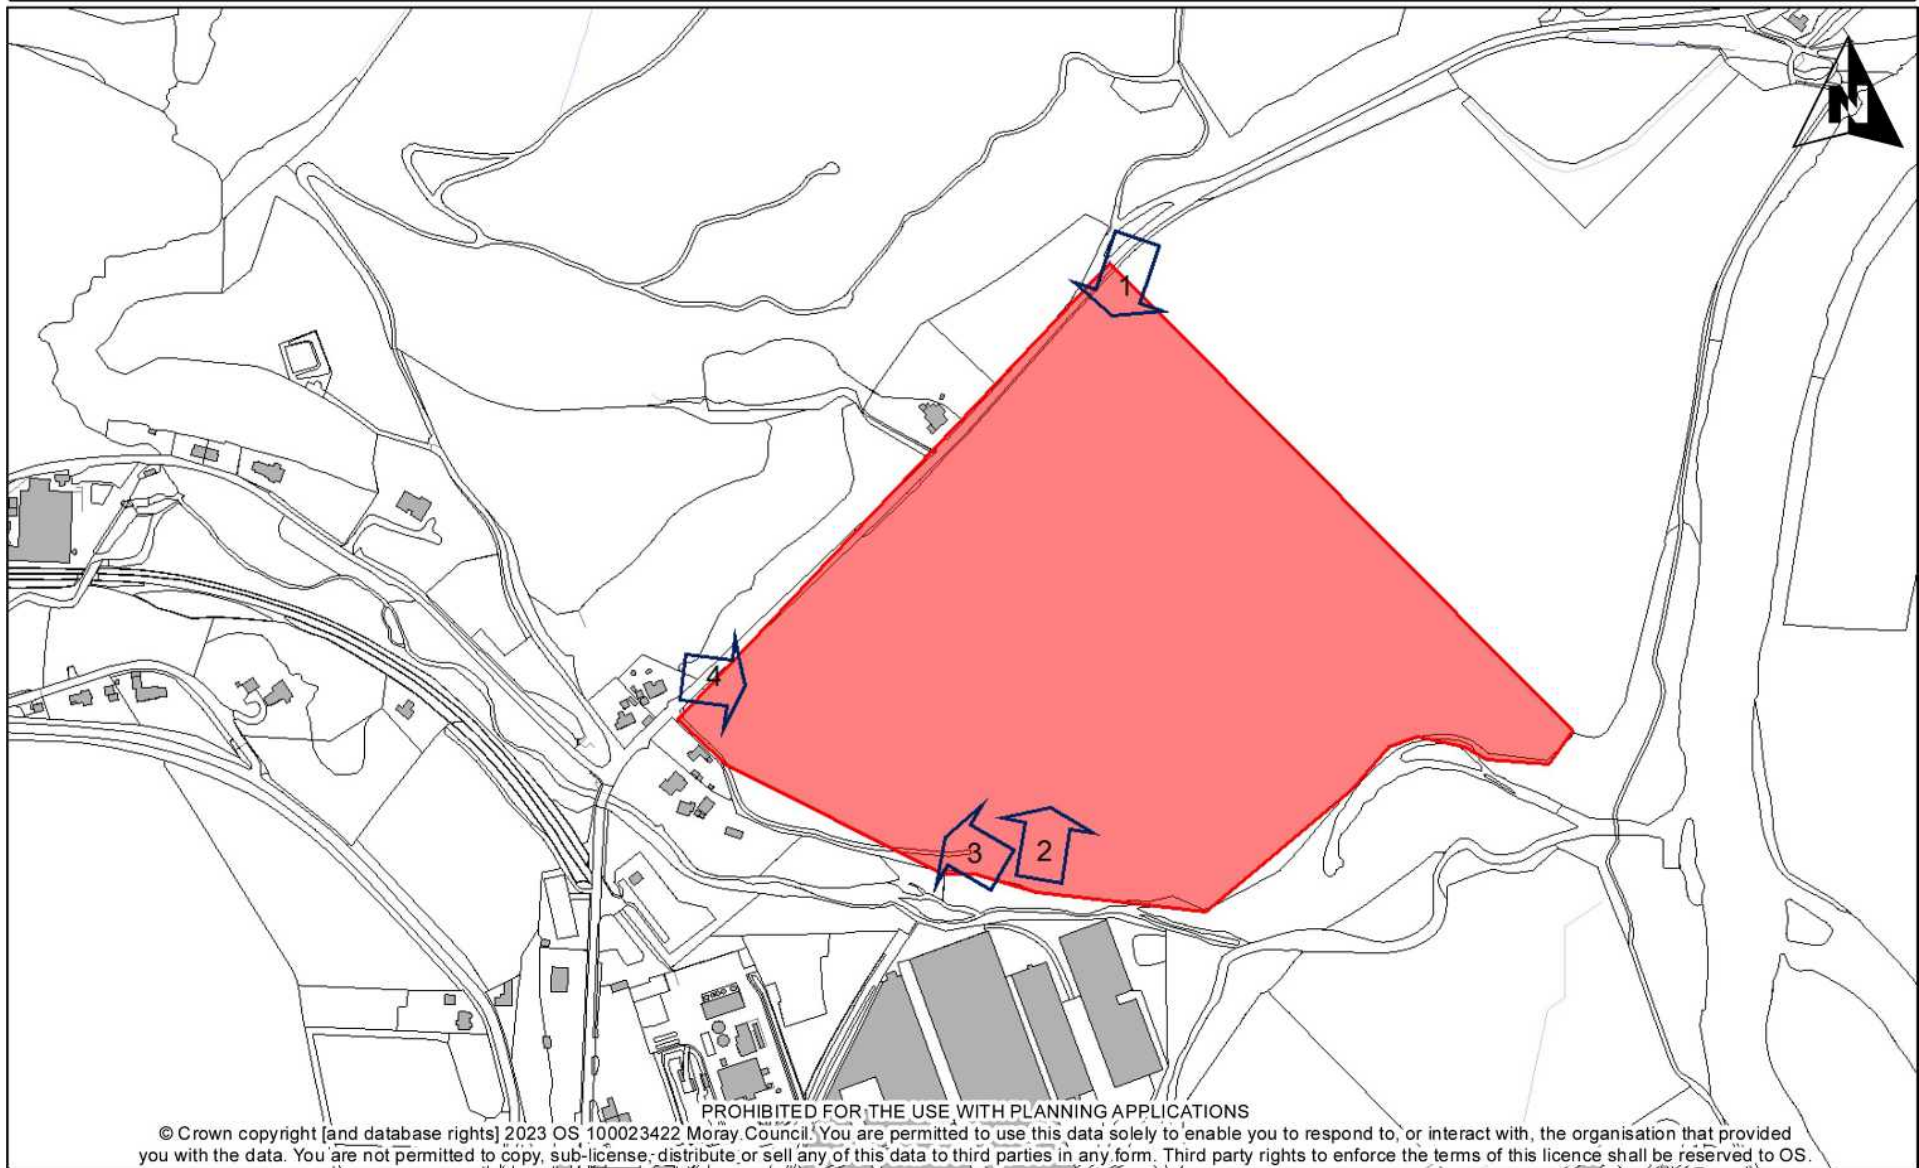 N
1
4
3
2
PROHIBITED FOR THE USE WITH PLANNING APPLICATIONS
© Crown copyright [and database rights] 2023 OS 100023422 Moray Council. You are permitted to use this data solely to enable you to respond to, or interact with, the organisation that provided
you with the data. You are not permitted to copy, sub-license, distribute or sell any of this data to third parties in any form. Third party rights to enforce the terms of this licence shall be reserved to OS.